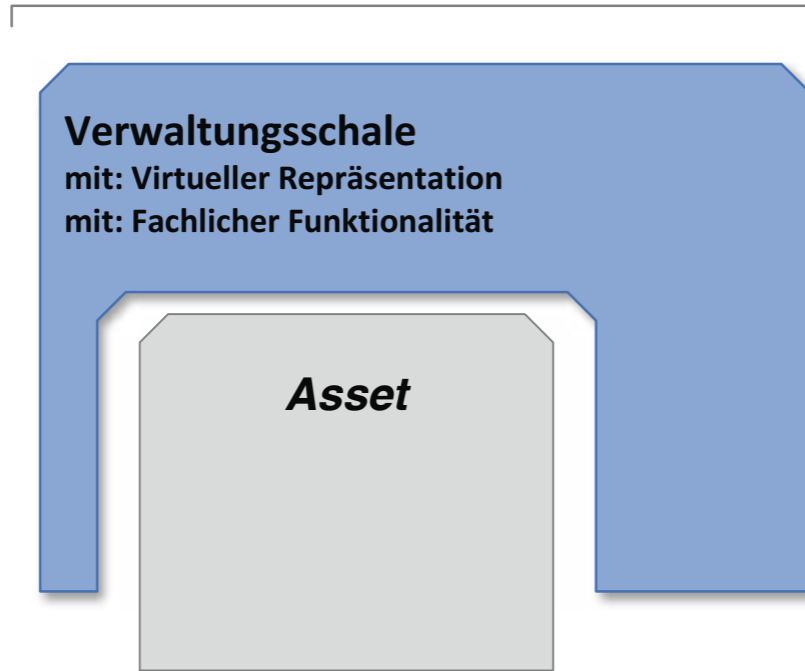 Verwaltungsschale
mit: Virtueller Repräsentation
mit: Fachlicher Funktionalität
Asset